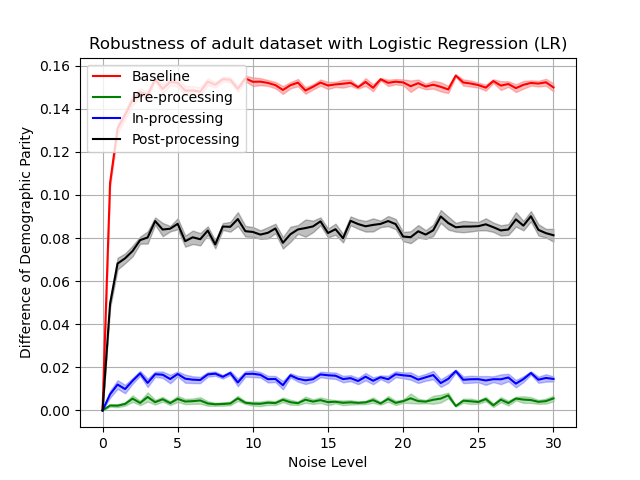 Robustness of adult dataset with Logistic Regression (LR)
Baseline
Pre-processing
In-processing
Post-processing
Difference of Demographic Parity
0.16
0.14
0.12
0.10
0.08
0.06
0.04
0.02
0.00
0 5 10 15 20 25 30
Noise Level